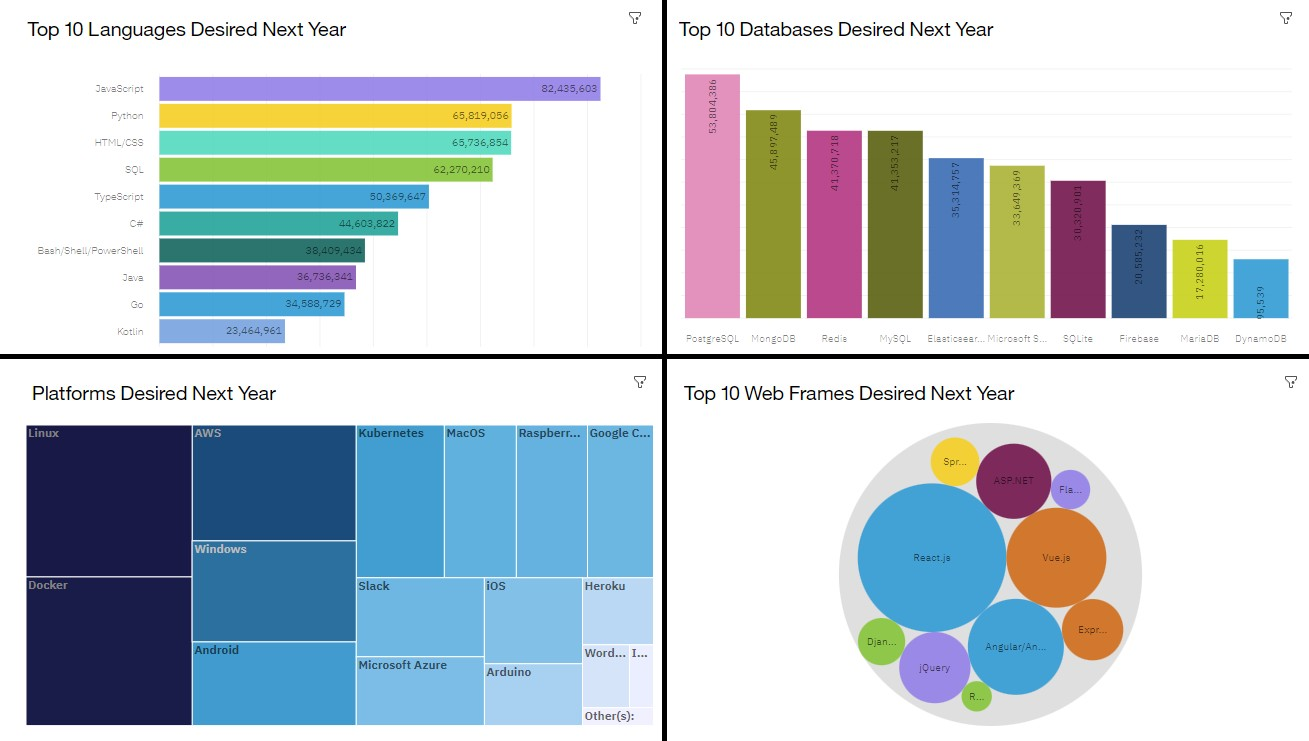 Top 10 Languages Desired Next Year
JavaScript 82,435,603
Python 65,819,056
HTML/CSS 65,736,854
SQL 62,270,210
TypeScript 50,369,647
C# 44,603,822
Bash/Shell/PowerShell 38,409,434
Java 36,736,341
Go 34,588,729
Kotlin 23,464,961
Top 10 Databases Desired Next Year
53,804,386 45,897,489 41,370,718 41,353,217 35,314,757 33,649,369 30,320,901 20,585,232 17,280,016 95,539
PostgreSQL MongoDB Redis MySQL Elasticsear... Microsoft S... SQLite Firebase MariaDB DynamoDB
Platforms Desired Next Year
Linux AWS Kubernetes MacOS Raspberr... Google C...
Windows
Docker Slack iOS Heroku
Android Word... I...
Microsoft Azure Arduino
Other(s):
Top 10 Web Frames Desired Next Year
Spr...
ASP.NET
Fla...
React.js Vue.js
Expr...
Djan... Angular/An...
jQuery
R...